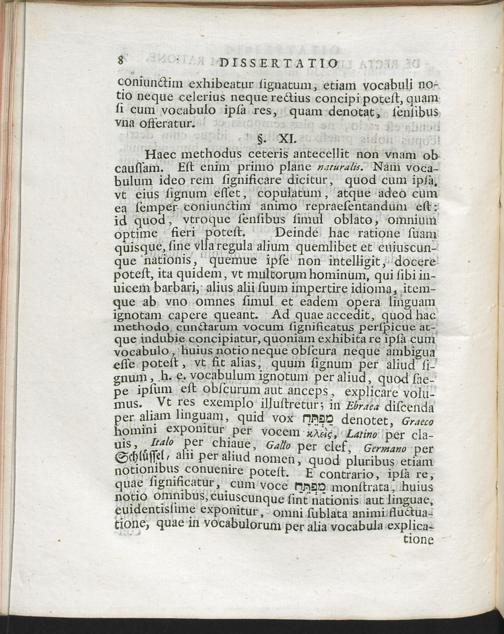 8 DISSERTATIO
coniunctim exhibeatur signatum, etiam vocabuli no-
tio neque celerius neque rectius concipi potest, quam
si cum vocabulo ipsa res, quam denotat, sensibus
vna offeratur.
§. XI.
Haec methodus ceteris antecellit non vnam ob
caussam. Est enim primo plane naturalis. Nam voca-
bulum ideo rem significare dicitur, quod cum ipsa,
vt eius signum esset, copulatum, atque adeo cum
ea semper coniunctim animo repraesentandum est:
id quod, vtroque sensibus simul oblato, omnium
optime fieri potest. Deinde hac ratione suam
quisque, sine vlla regula alium quemlibet et cuiuscun-
que nationis, quemue ipse non intelligit, docere
potest, ita quidem, vt multorum hominum, qui sibi in-
uicem barbari, alius alii suum impertire idioma, item-
que ab vno omnes simul et eadem opera linguam
ignotam capere queant. Ad quae accedit, quod hac
methodo cunctarum vocum significatus perspicue at-
que indubie concipiatur, quoniam exhibita re ipsa cum
vocabulo, huius notio neque obscura neque ambigua
esse potest, vt fit alias, quum signum per aliud si-
gnum, h. e. vocabulum ignotum per aliud, quod sae-
pe ipsum est obscurum aut anceps, explicare volu-
mus. Vt res exemplo illustretur; in Ebraea discenda
per aliam linguam, quid vox מַפְתֵּחַ denotet, Graeco
homini exponitur per vocem κλεὶς, Latino per cla-
uis, Italo per chiaue, Gallo per clef, Germano per
Schlüssel, alii per aliud nomen, quod pluribus etiam
notionibus conuenire potest. E contrario, ipsa re,
quae significatur, cum voce מַפְתֵּחַ monstrata, huius
notio omnibus, cuiuscunque sint nationis aut linguae,
euidentissime exponitur, omni sublata animi fluctua-
tione, quae in vocabulorum per alia vocabula explica-
tione